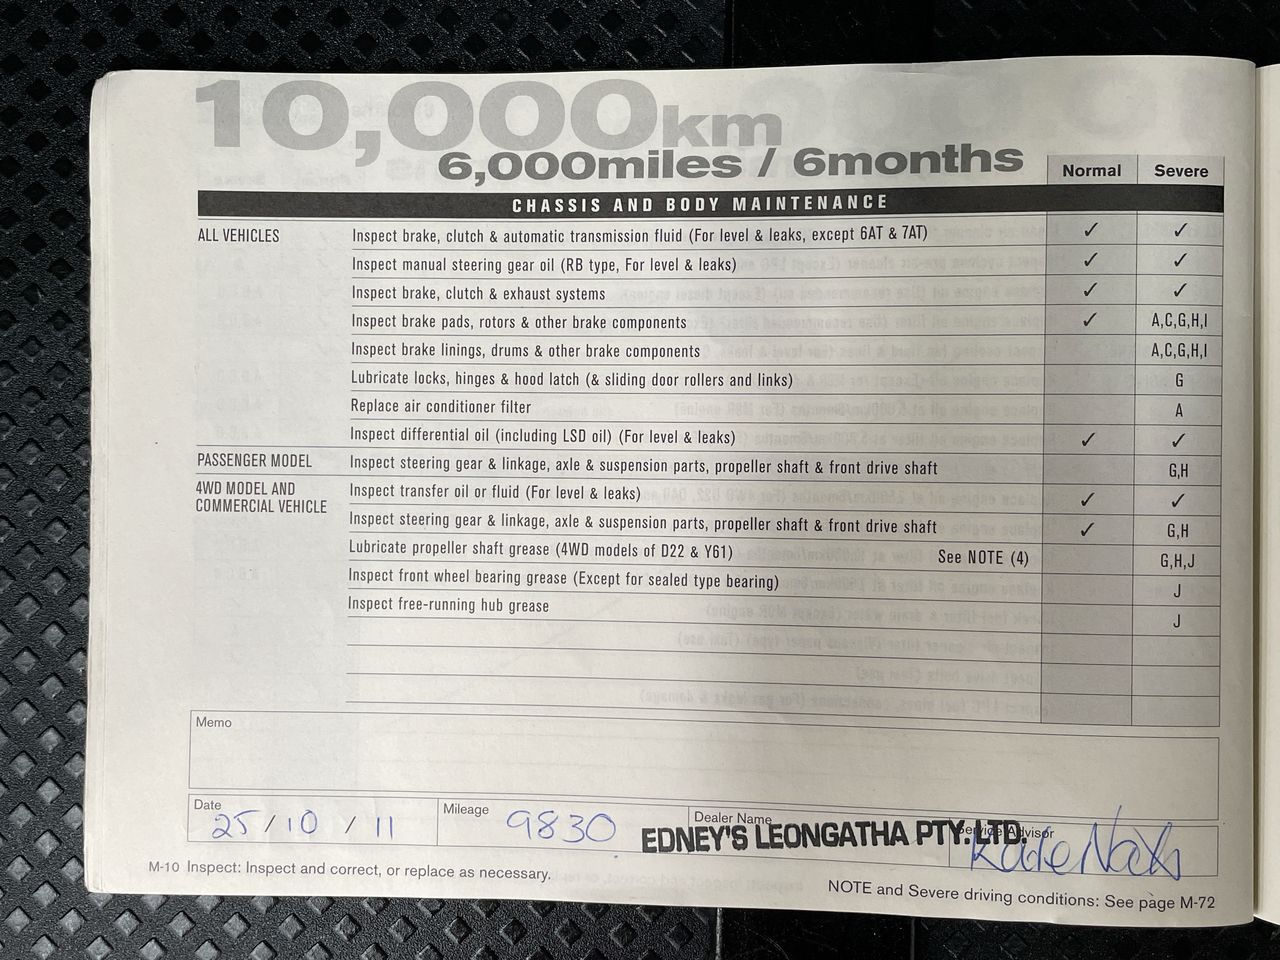 10,000km
6,000miles / 6months
Normal Severe
CHASSIS AND BODY MAINTENANCE
ALL VEHICLES Inspect brake, clutch & automatic transmission fluid (For level & leaks, except 6AT & 7AT) ✓ ✓
Inspect manual steering gear oil (RB type, For level & leaks) ✓ ✓
Inspect brake, clutch & exhaust systems ✓ ✓
Inspect brake pads, rotors & other brake components ✓ A,C,G,H,I
Inspect brake linings, drums & other brake components A,C,G,H,I
Lubricate locks, hinges & hood latch (& sliding door rollers and links) G
Replace air conditioner filter A
Inspect differential oil (including LSD oil) (For level & leaks) ✓ ✓
PASSENGER MODEL Inspect steering gear & linkage, axle & suspension parts, propeller shaft & front drive shaft G,H
4WD MODEL AND Inspect transfer oil or fluid (For level & leaks) ✓ ✓
COMMERCIAL VEHICLE Inspect steering gear & linkage, axle & suspension parts, propeller shaft & front drive shaft ✓ G,H
Lubricate propeller shaft grease (4WD models of D22 & Y61) See NOTE (4) G,H,J
Inspect front wheel bearing grease (Except for sealed type bearing) J
Inspect free-running hub grease J
Memo
Date 25/10/11 Mileage 9830 Dealer Name Service Advisor
EDNEY'S LEONGATHA PTY. LTD.
M-10 Inspect: Inspect and correct, or replace as necessary.
NOTE and Severe driving conditions: See page M-72